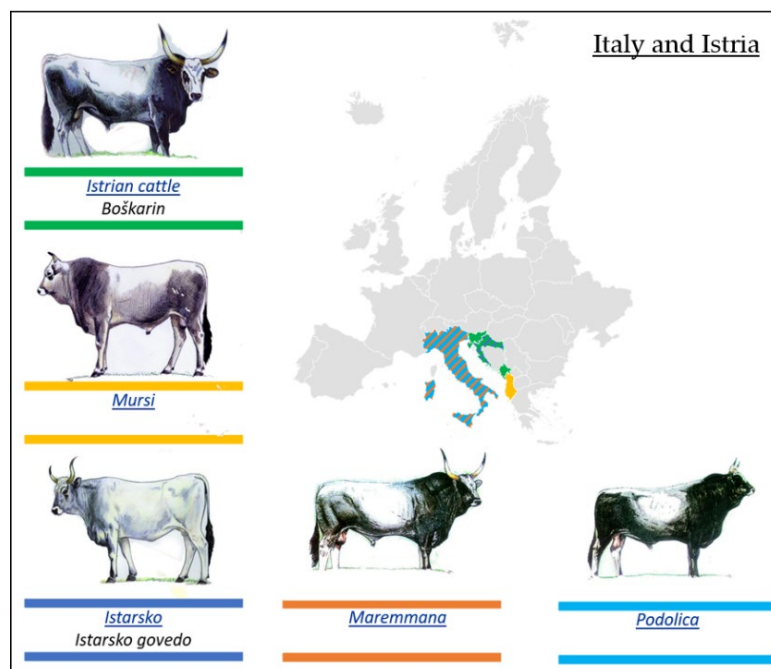 Italy and Istria
Istrian cattle
Boškarin
Mursi
Istarsko
Istarsko govedo
Maremmana
Podolica